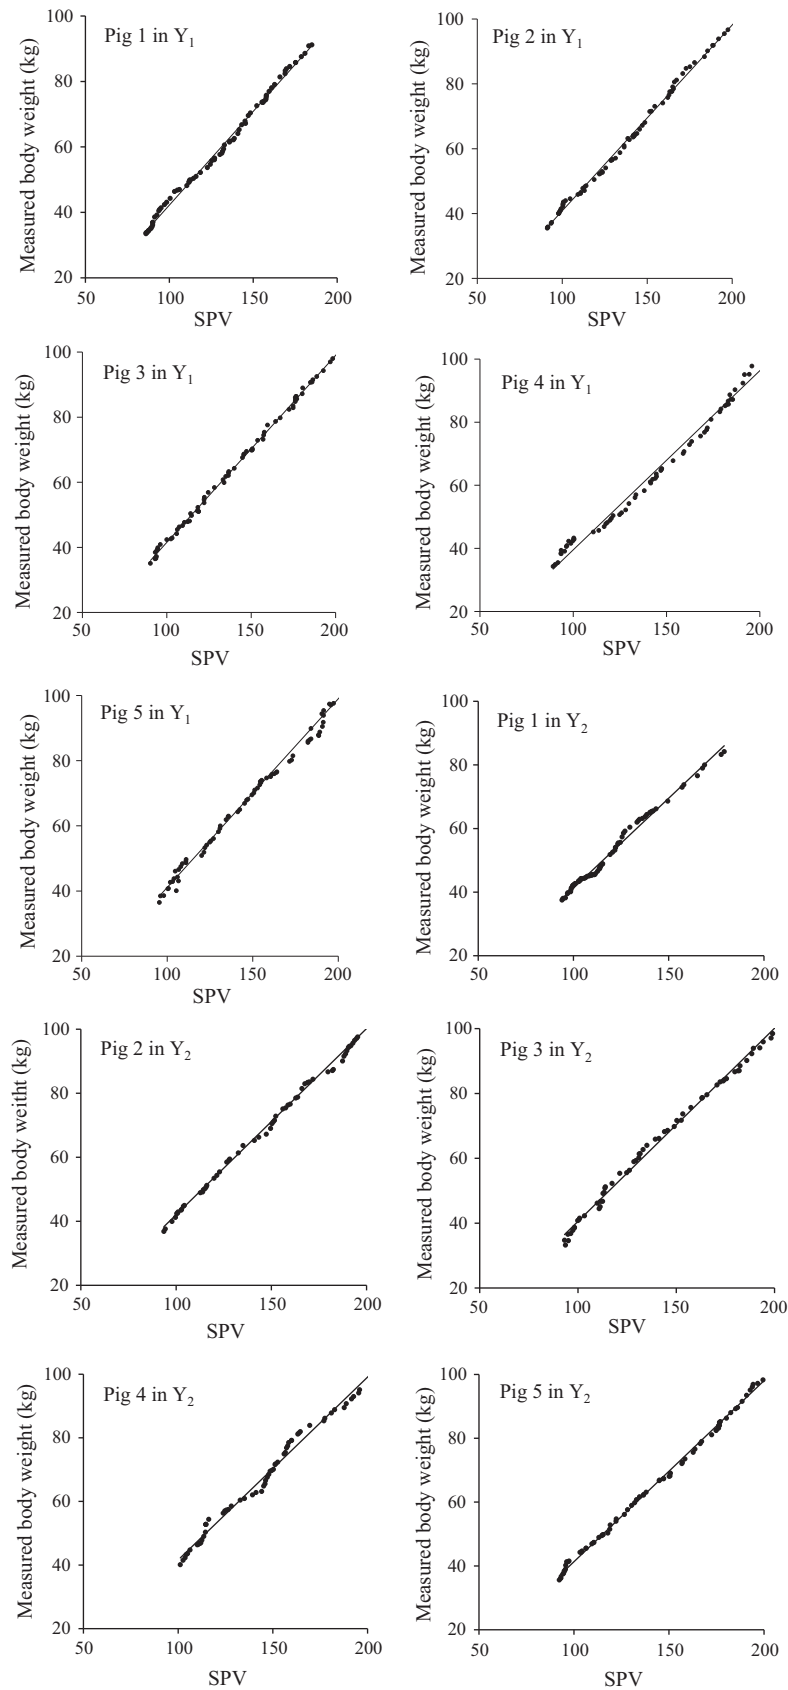 Pig 1 in Y₁
Measured body weight (kg)
100
80
60
40
20
50 100 150 200
SPV
Pig 2 in Y₁
Measured body weight (kg)
100
80
60
40
20
50 100 150 200
SPV
Pig 3 in Y₁
Measured body weight (kg)
100
80
60
40
20
50 100 150 200
SPV
Pig 4 in Y₁
Measured body weight (kg)
100
80
60
40
20
50 100 150 200
SPV
Pig 5 in Y₁
Measured body weight (kg)
100
80
60
40
20
50 100 150 200
SPV
Pig 1 in Y₂
Measured body weight (kg)
100
80
60
40
20
50 100 150 200
SPV
Pig 2 in Y₂
Measured body weitht (kg)
100
80
60
40
20
50 100 150 200
SPV
Pig 3 in Y₂
Measured body weight (kg)
100
80
60
40
20
50 100 150 200
SPV
Pig 4 in Y₂
Measured body weight (kg)
100
80
60
40
20
50 100 150 200
SPV
Pig 5 in Y₂
Measured body weight (kg)
100
80
60
40
20
50 100 150 200
SPV